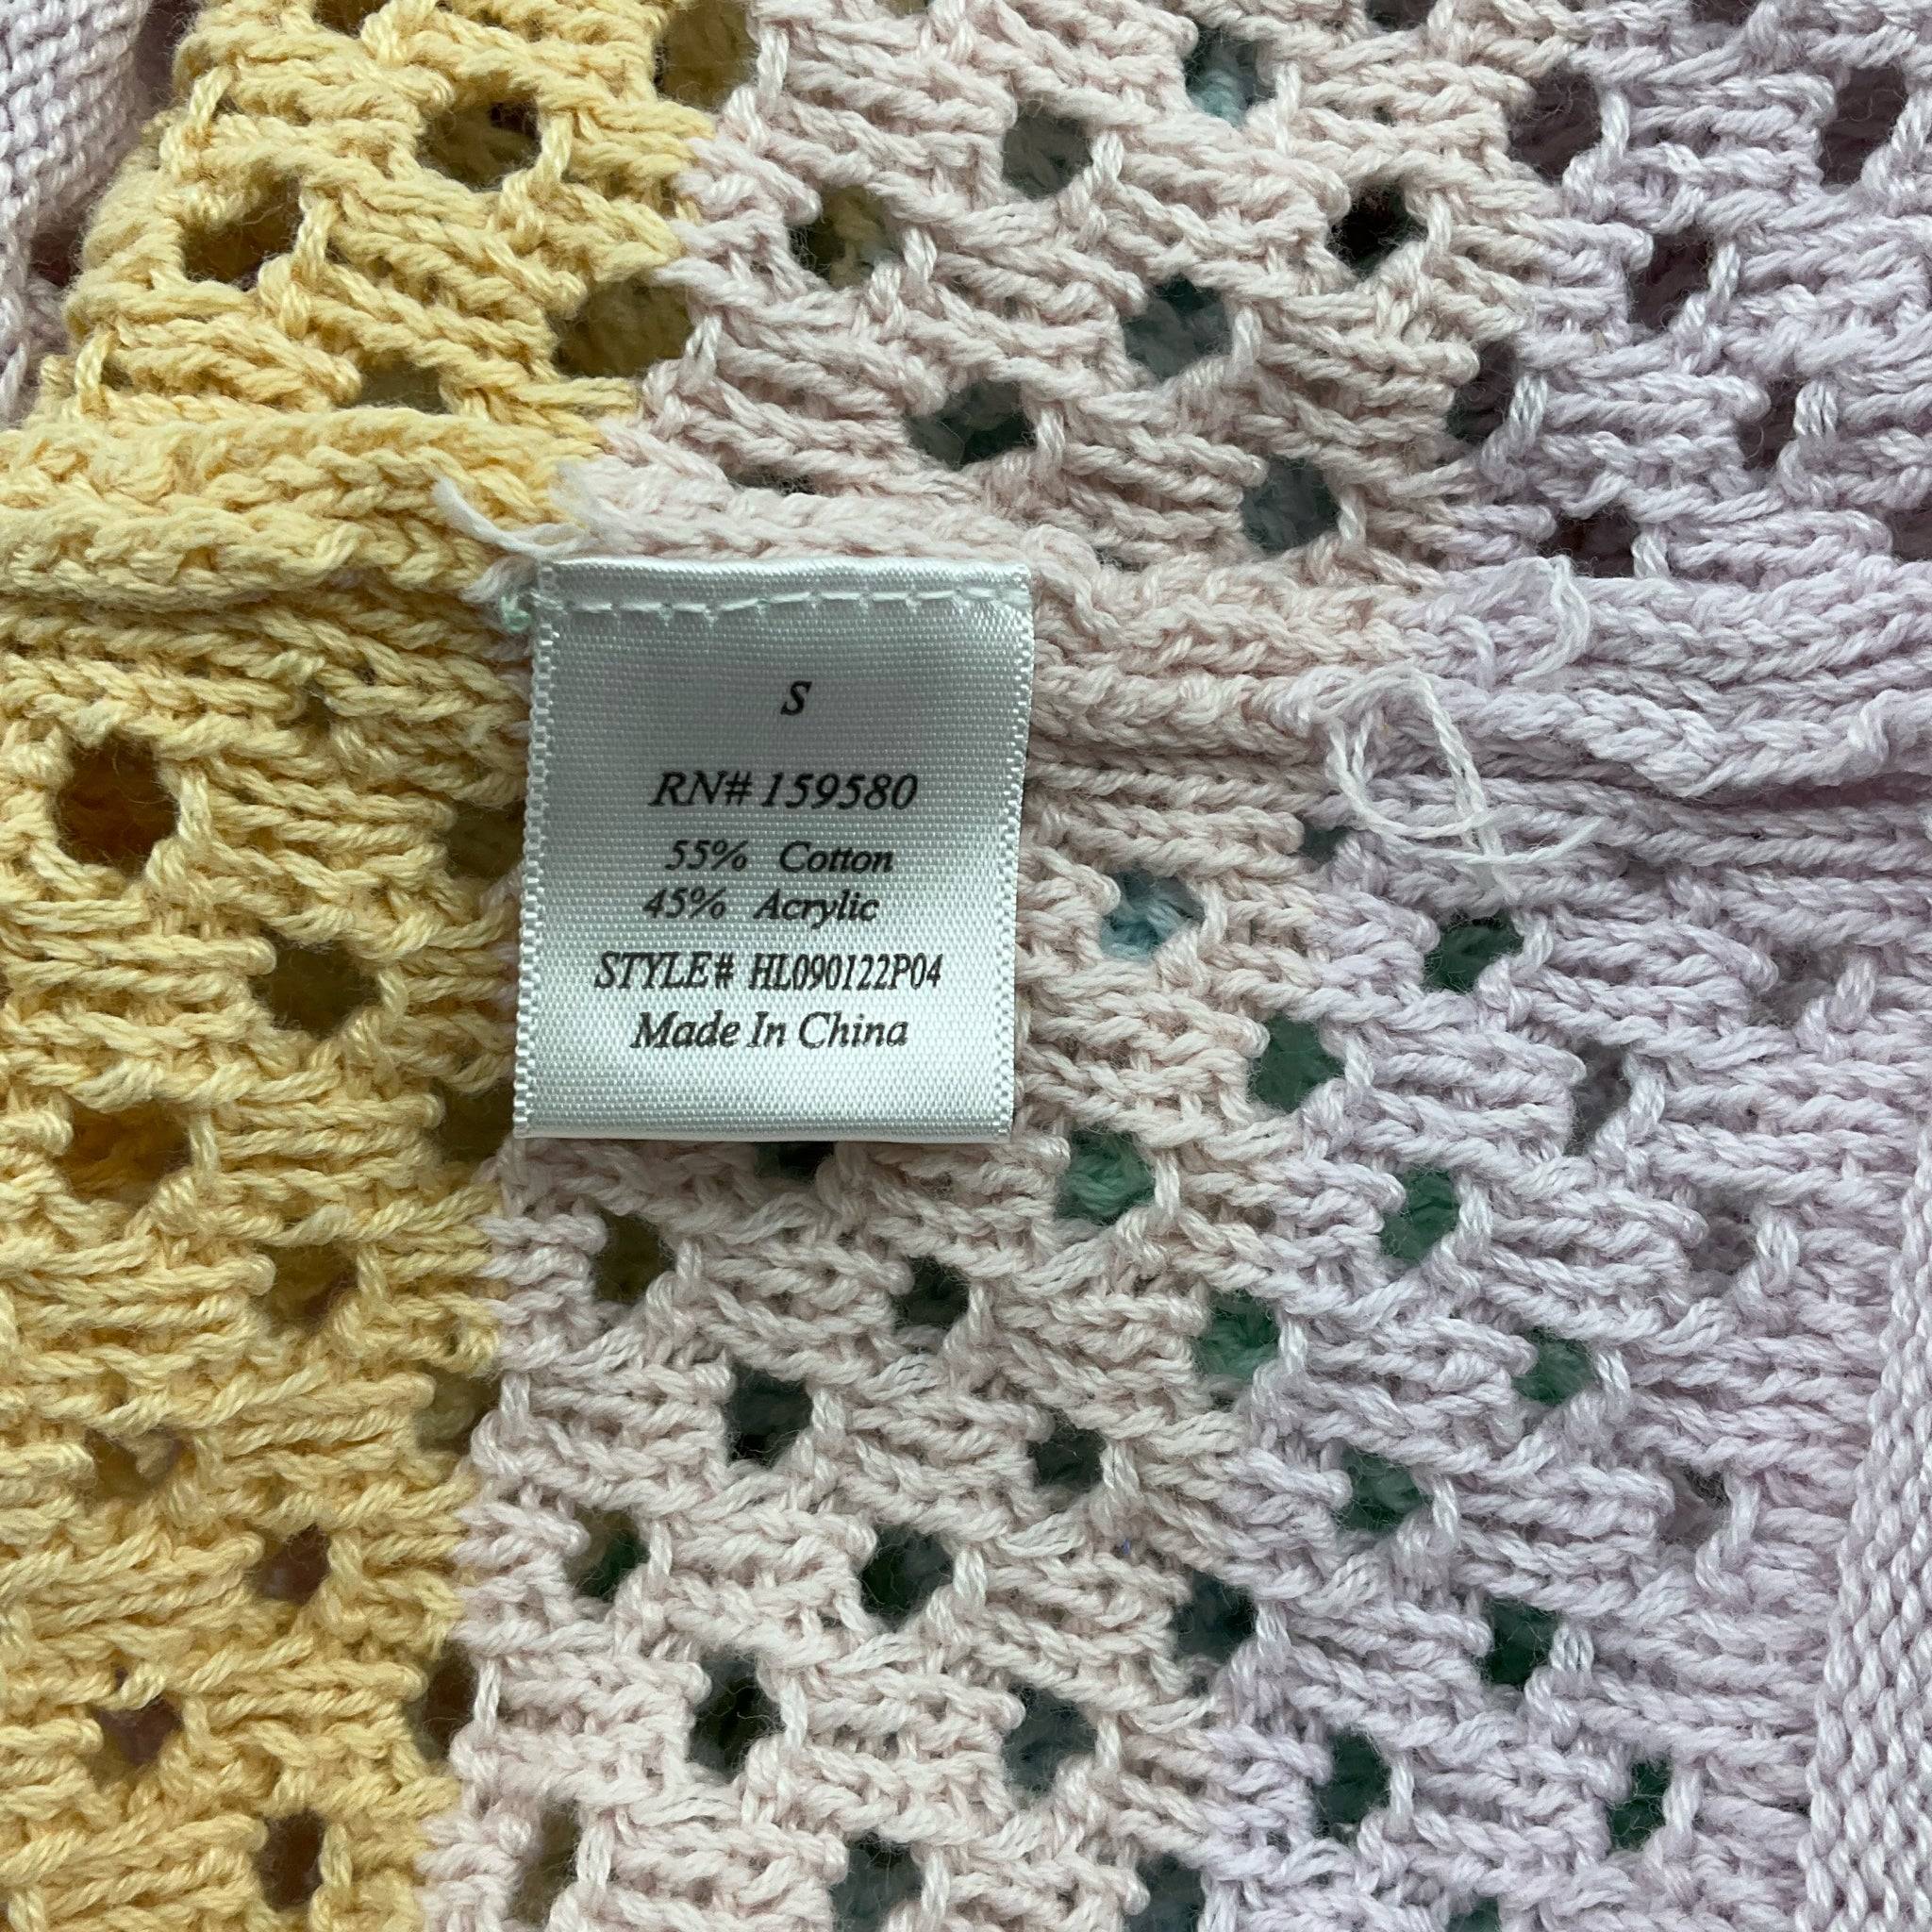 S
RN# 159580
55% Cotton
45% Acrylic
STYLE# HL090122P04
Made In China